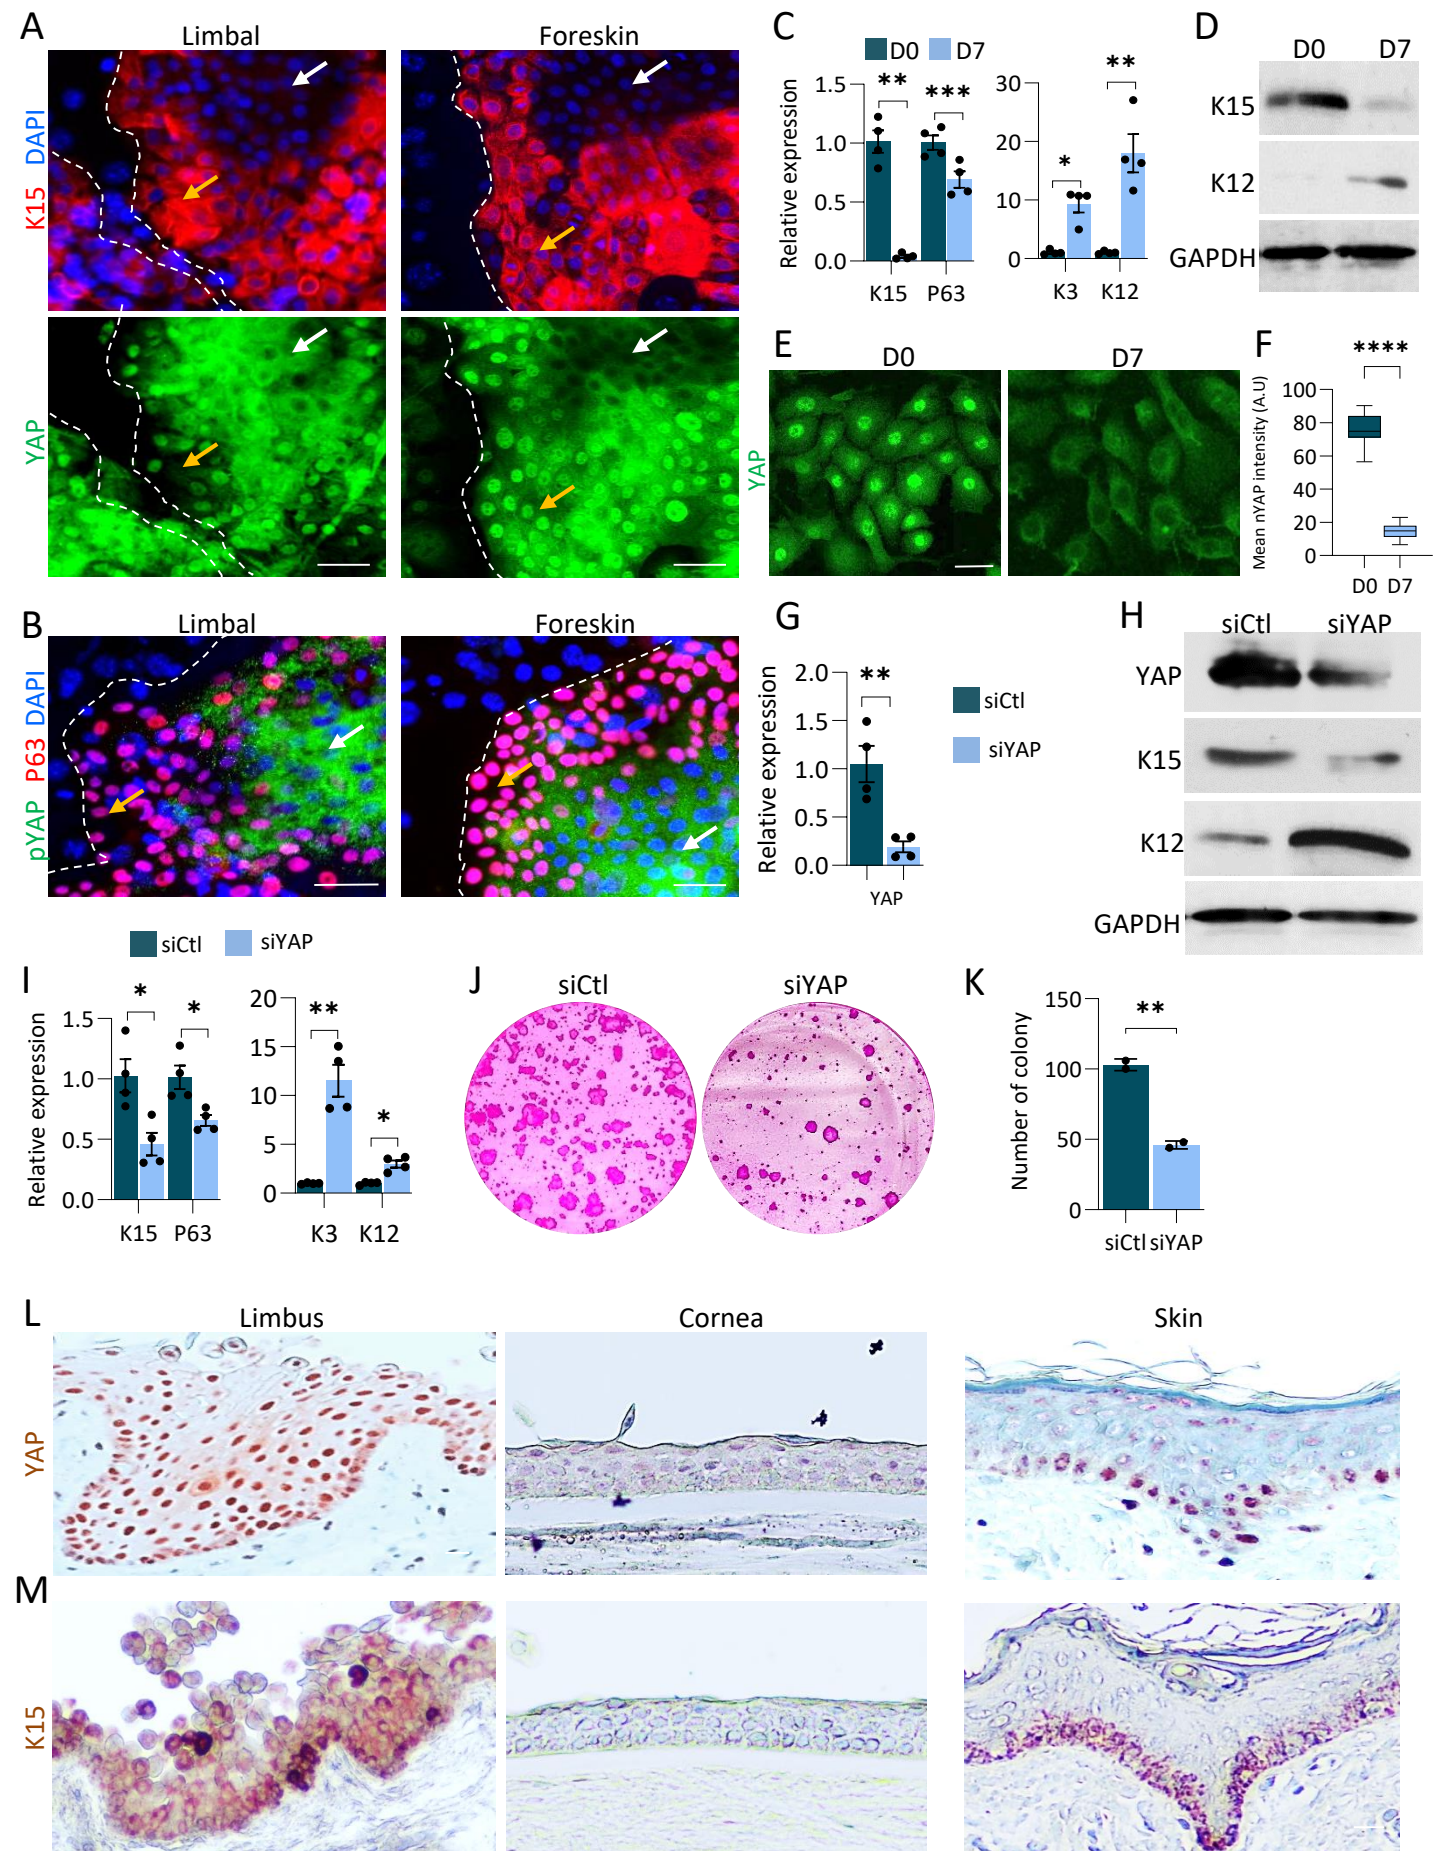 A
Limbal
Foreskin
K15 DAPI
YAP
B
Limbal
Foreskin
pYAP P63 DAPI
C
D0
D7
Relative expression
1.5
1.0
0.5
0.0
**
***
K15
P63
30
20
10
0
*
**
K3
K12
D
D0
D7
K15
K12
GAPDH
E
D0
D7
YAP
F
****
Mean nYAP intensity (A.U)
100
80
60
40
20
0
D0
D7
G
Relative expression
2.0
1.5
1.0
0.5
0.0
**
YAP
siCtl
siYAP
H
siCtl
siYAP
YAP
K15
K12
GAPDH
siCtl
siYAP
I
Relative expression
1.5
1.0
0.5
0.0
*
*
K15
P63
20
15
10
5
0
**
*
K3
K12
J
siCtl
siYAP
K
Number of colony
150
100
50
0
**
siCtl
siYAP
L
Limbus
Cornea
Skin
YAP
M
K15